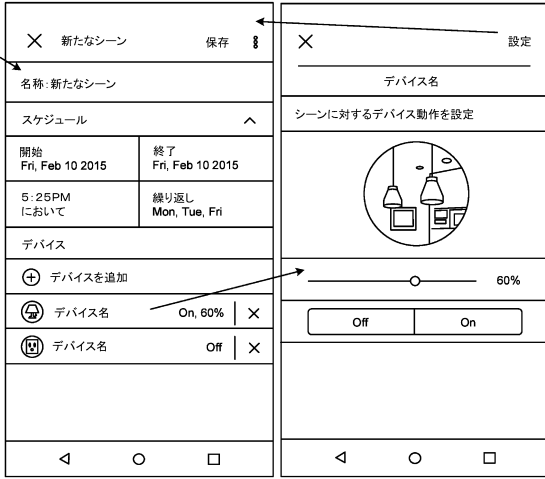 新たなシーン 保存
名称:新たなシーン
スケジュール
開始
Fri, Feb 10 2015
終了
Fri, Feb 10 2015
5:25PM
において
繰り返し
Mon, Tue, Fri
デバイス
デバイスを追加
デバイス名 On, 60%
デバイス名 Off
設定
デバイス名
シーンに対するデバイス動作を設定
60%
Off On